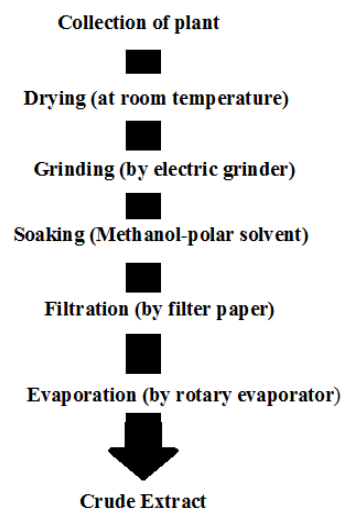 Collection of plant
Drying (at room temperature)
Grinding (by electric grinder)
Soaking (Methanol-polar solvent)
Filtration (by filter paper)
Evaporation (by rotary evaporator)
Crude Extract